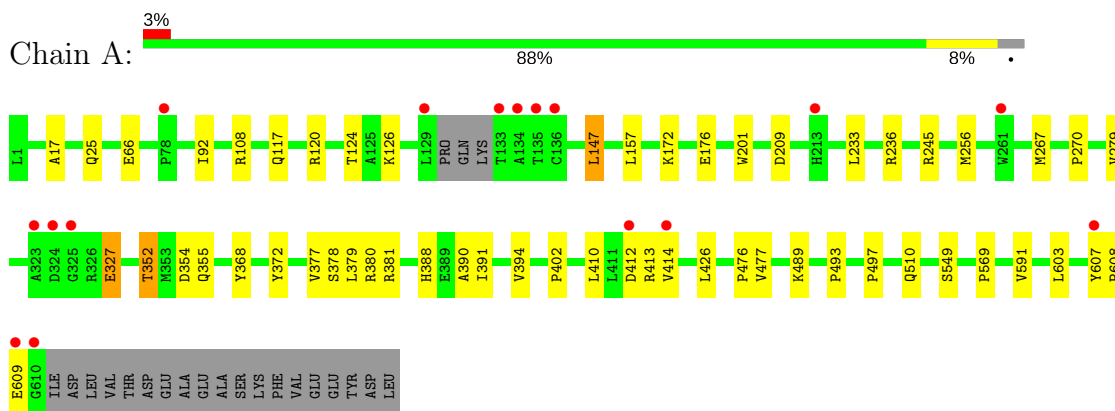 3%
Chain A:
88% 8% •
L1 A17 Q25 E66 P78 I92 R108 Q117 R120 T124 A125 K126 L129 PRO GLN LYS T133 A134 T135 C136 L147 L157 K172 E176 W201 D209 H213 L233 R236 R245 M256 W261 M267 P270
A323 D324 G325 R326 E327 T352 M353 D354 Q355 Y368 Y372 V377 S378 L379 R380 R381 H388 E389 A390 I391 V394 P402 L410 L411 D412 R413 V414 L426 P476 V477 K489 P493 P497 Q510 S549 P569 V591 L603 Y607
E609 G610 ILE ASP LEU VAL THR ASP GLU ALA GLU ALA SER LYS PHE VAL GLU GLU TYR ASP LEU